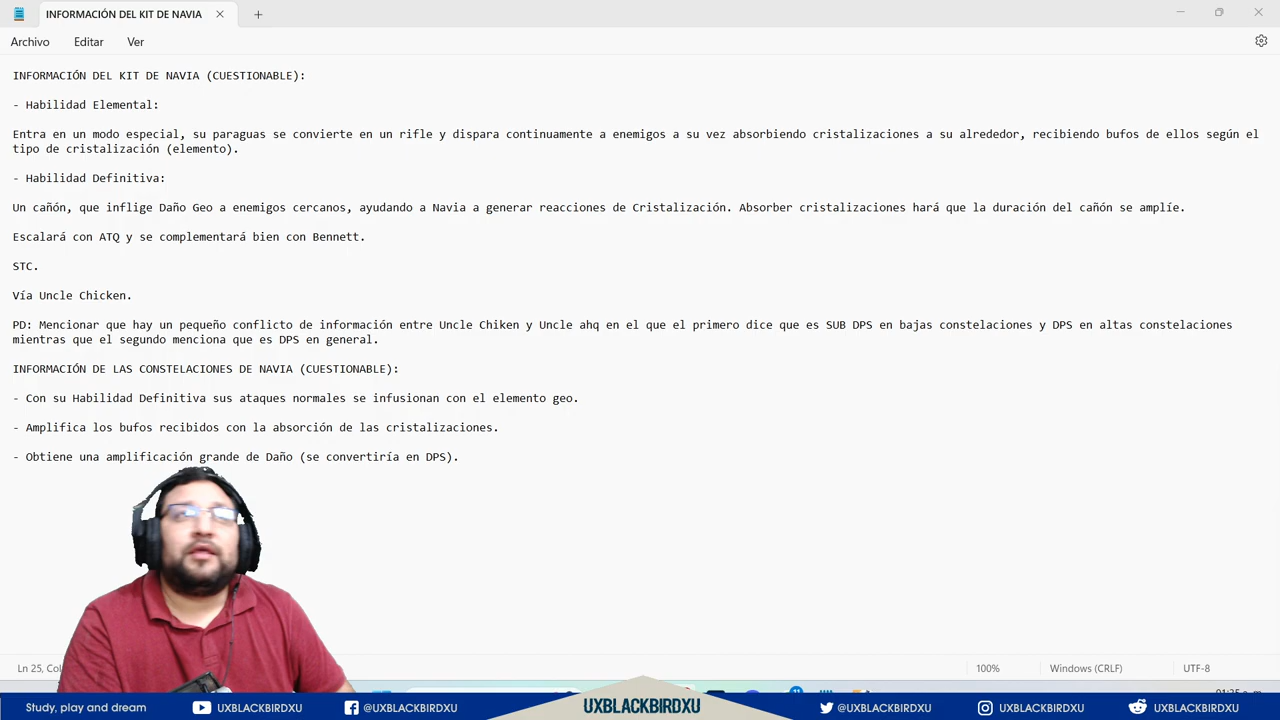 INFORMACIÓN DEL KIT DE NAVIA
Archivo Editar Ver
INFORMACIÓN DEL KIT DE NAVIA (CUESTIONABLE):
- Habilidad Elemental:
Entra en un modo especial, su paraguas se convierte en un rifle y dispara continuamente a enemigos a su vez absorbiendo cristalizaciones a su alrededor, recibiendo bufos de ellos según el
tipo de cristalización (elemento).
- Habilidad Definitiva:
Un cañón, que inflige Daño Geo a enemigos cercanos, ayudando a Navia a generar reacciones de Cristalización. Absorber cristalizaciones hará que la duración del cañón se amplíe.
Escalará con ATQ y se complementará bien con Bennett.
STC.
Vía Uncle Chicken.
PD: Mencionar que hay un pequeño conflicto de información entre Uncle Chiken y Uncle ahq en el que el primero dice que es SUB DPS en bajas constelaciones y DPS en altas constelaciones
mientras que el segundo menciona que es DPS en general.
INFORMACIÓN DE LAS CONSTELACIONES DE NAVIA (CUESTIONABLE):
- Con su Habilidad Definitiva sus ataques normales se infusionan con el elemento geo.
- Amplifica los bufos recibidos con la absorción de las cristalizaciones.
- Obtiene una amplificación grande de Daño (se convertiría en DPS).
Ln 25, 100% Windows (CRLF) UTF-8
Study, play and dream UXBLACKBIRDXU @UXBLACKBIRDXU UXBLACKBIRDXU @UXBLACKBIRDXU UXBLACKBIRDXU UXBLACKBIRDXU